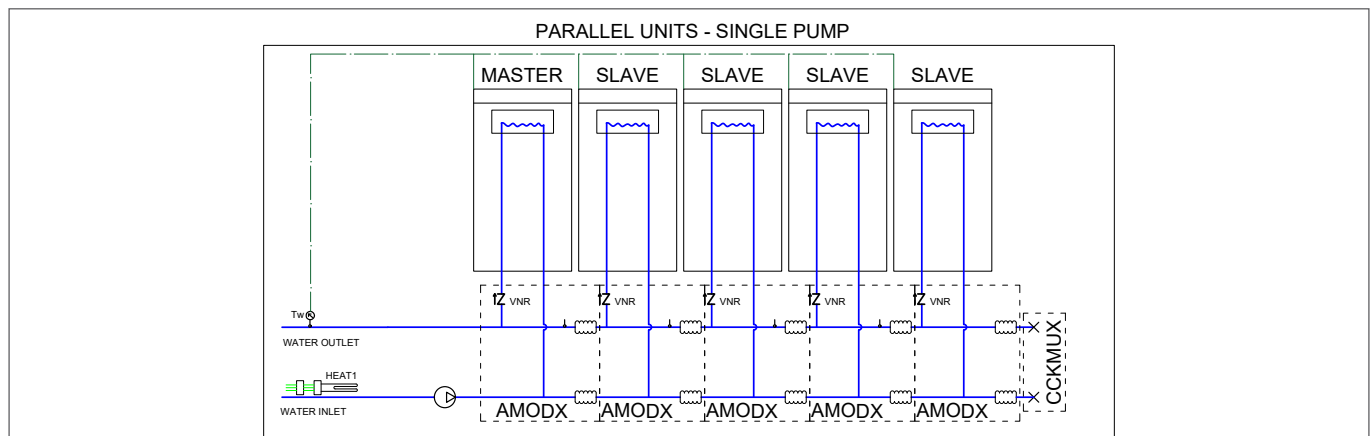 PARALLEL UNITS - SINGLE PUMP
MASTER SLAVE SLAVE SLAVE SLAVE
VNR VNR VNR VNR VNR
Tw
WATER OUTLET
HEAT1
WATER INLET
AMODX AMODX AMODX AMODX AMODX
CCKMUX